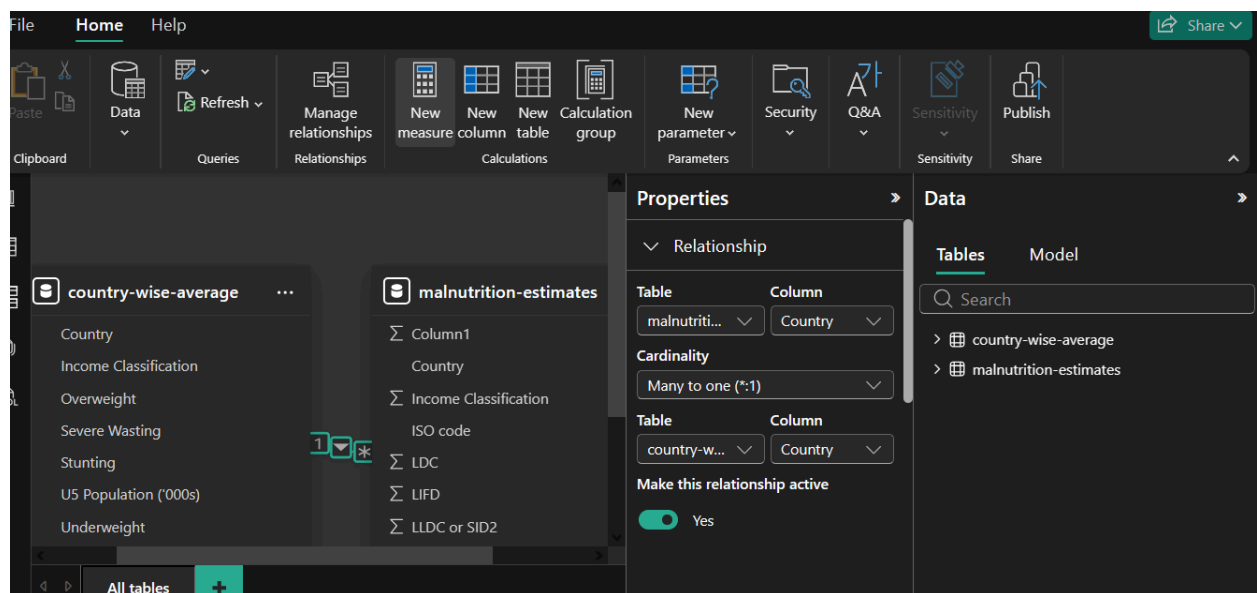 File Home Help Share
Paste Data Refresh Manage relationships New measure New column New table Calculation group New parameter Security Q&A Sensitivity Publish
Clipboard Queries Relationships Calculations Parameters Sensitivity Share
country-wise-average ...
Country
Income Classification
Overweight
Severe Wasting
Stunting
U5 Population ('000s)
Underweight
1 *
malnutrition-estimates
Σ Column1
Country
Σ Income Classification
ISO code
Σ LDC
Σ LIFD
Σ LLDC or SID2
All tables +
Properties
Relationship
Table Column
malnutriti... Country
Cardinality
Many to one (*:1)
Table Column
country-w... Country
Make this relationship active
Yes
Data
Tables Model
Search
country-wise-average
malnutrition-estimates